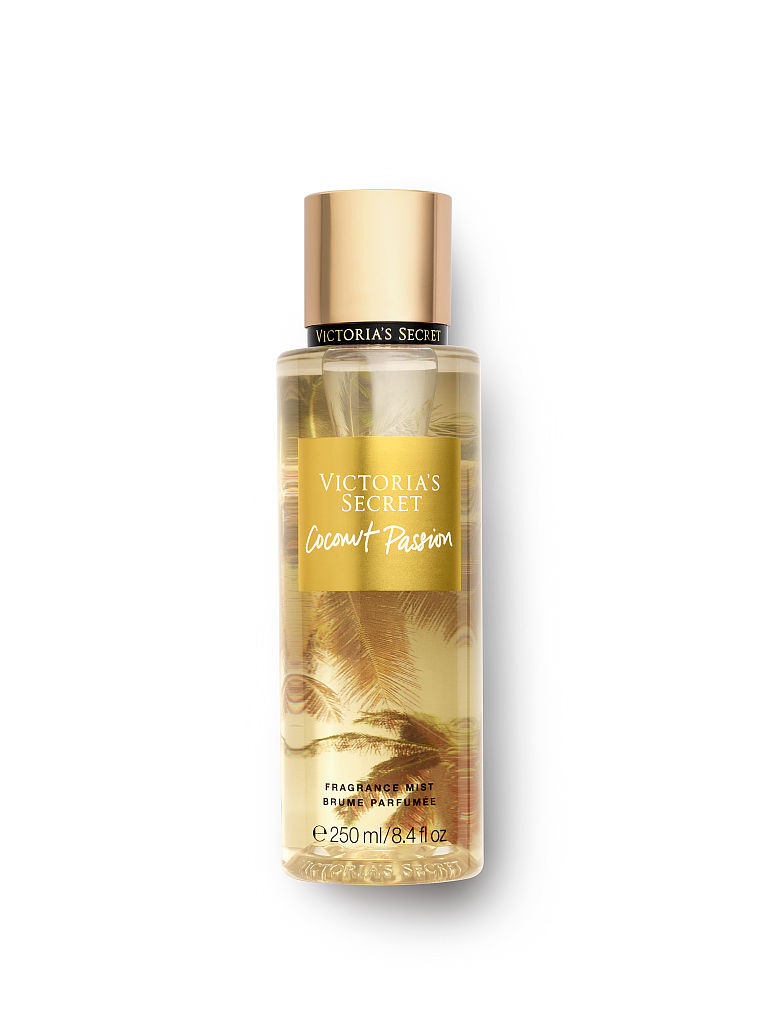 VICTORIA'S SECRET
VICTORIA'S
SECRET
Coconut Passion
FRAGRANCE MIST
BRUME PARFUMÉE
℮ 250 ml/8.4 fl oz
VICTORIA'S SECRET